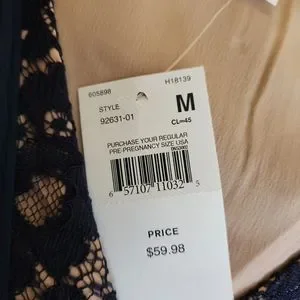 605898
H18139
STYLE
M
92631-01
CL=45
PURCHASE YOUR REGULAR
PRE-PREGNANCY SIZE USA
6 57107 11032 5
PRICE
$59.98